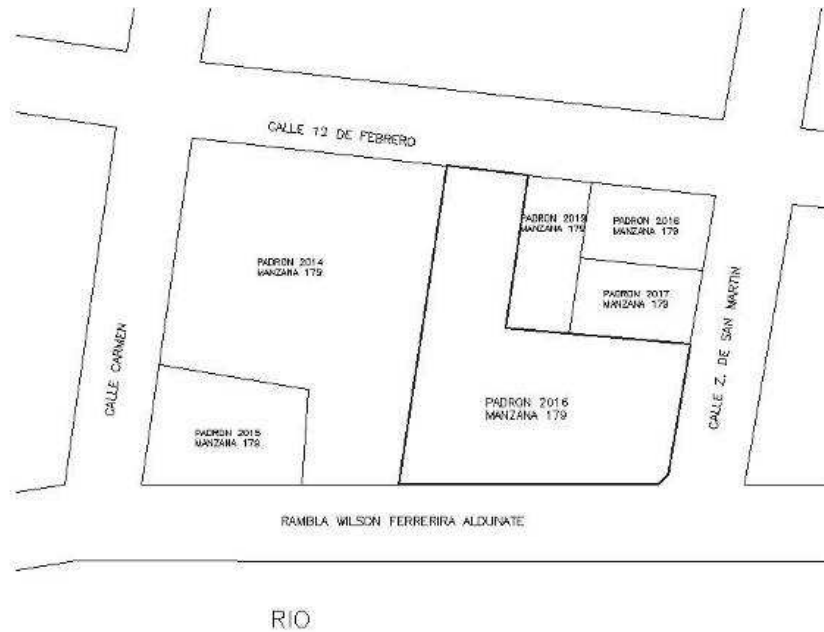 CALLE 12 DE FEBRERO
PADRON 2019
MANZANA 179
PADRON 2016
MANZANA 179
PADRON 2014
MANZANA 179
PADRON 2017
MANZANA 179
CALLE Z. DE SAN MARTIN
CALLE CARMEN
PADRON 2016
MANZANA 179
PADRON 2015
MANZANA 179
RAMBLA WILSON FERRERIRA ALDUNATE
RIO